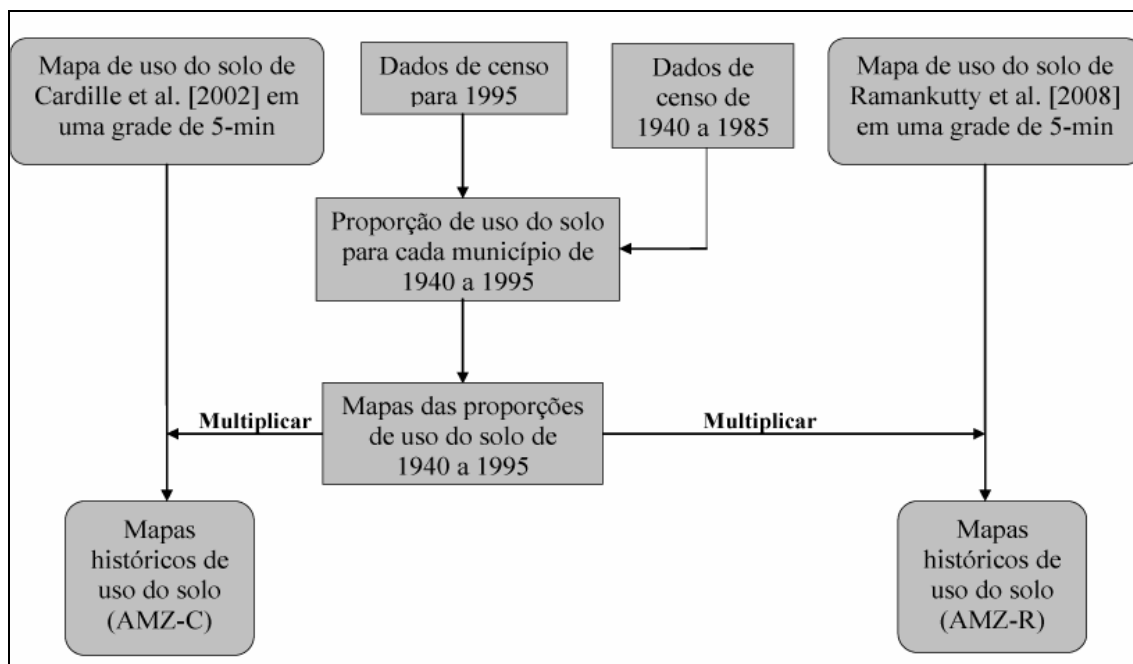 Mapa de uso do solo de
Cardille et al. [2002] em
uma grade de 5-min
Dados de censo
para 1995
Dados de
censo de
1940 a 1985
Mapa de uso do solo de
Ramankutty et al. [2008]
em uma grade de 5-min
Proporção de uso do solo
para cada município de
1940 a 1995
Multiplicar
Mapas das proporções
de uso do solo de
1940 a 1995
Multiplicar
Mapas
históricos de
uso do solo
(AMZ-C)
Mapas
históricos de
uso do solo
(AMZ-R)